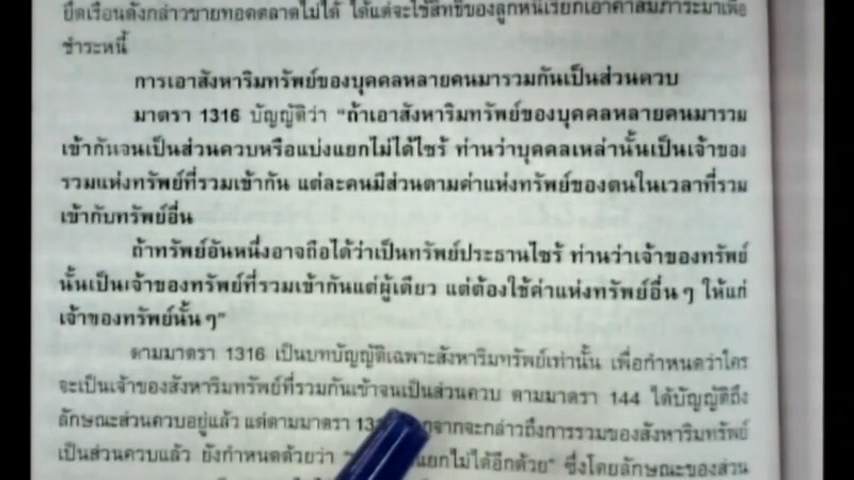 ยึดเรือนดังกล่าวขายทอดตลาดไม่ได้ ได้แต่จะใช้สิทธิของลูกหนี้เรียกเอาค่าสัมภาระมาเพื่อ
ชำระหนี้
การเอาสังหาริมทรัพย์ของบุคคลหลายคนมารวมกันเป็นส่วนควบ
มาตรา 1316 บัญญัติว่า "ถ้าเอาสังหาริมทรัพย์ของบุคคลหลายคนมารวม
เข้ากันจนเป็นส่วนควบหรือแบ่งแยกไม่ได้ไซร้ ท่านว่าบุคคลเหล่านั้นเป็นเจ้าของ
รวมแห่งทรัพย์ที่รวมเข้ากัน แต่ละคนมีส่วนตามค่าแห่งทรัพย์ของตนในเวลาที่รวม
เข้ากับทรัพย์อื่น
ถ้าทรัพย์อันหนึ่งอาจถือได้ว่าเป็นทรัพย์ประธานไซร้ ท่านว่าเจ้าของทรัพย์
นั้นเป็นเจ้าของทรัพย์ที่รวมเข้ากันแต่ผู้เดียว แต่ต้องใช้ค่าแห่งทรัพย์อื่น ๆ ให้แก่
เจ้าของทรัพย์นั้น ๆ"
ตามมาตรา 1316 เป็นบทบัญญัติเฉพาะสังหาริมทรัพย์เท่านั้น เพื่อกำหนดว่าใคร
จะเป็นเจ้าของสังหาริมทรัพย์ที่รวมกันเข้าจนเป็นส่วนควบ ตามมาตรา 144 ได้บัญญัติถึง
ลักษณะส่วนควบอยู่แล้ว แต่ตามมาตรา จะกล่าวถึงการรวมของสังหาริมทรัพย์
เป็นส่วนควบแล้ว ยังกำหนดด้วยว่า " แยกไม่ได้อีกด้วย" ซึ่งโดยลักษณะของส่วน